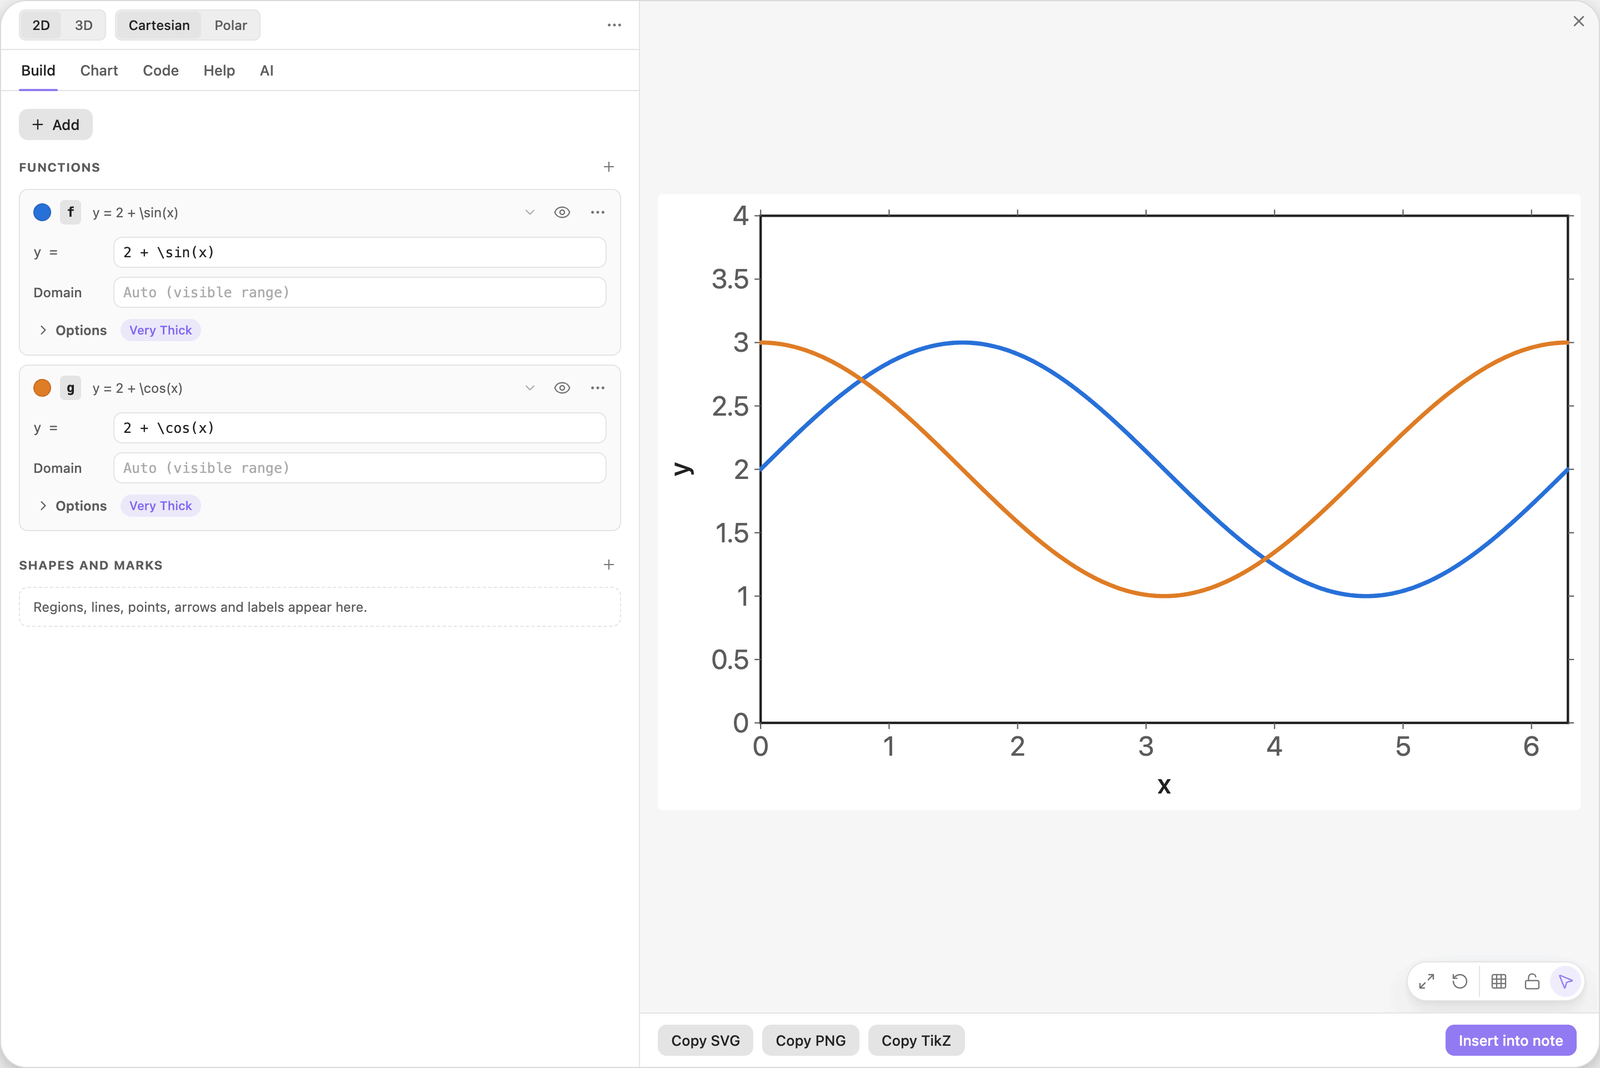 2D 3D Cartesian Polar
Build Chart Code Help AI
+ Add
FUNCTIONS
f y = 2 + \sin(x)
y = 2 + \sin(x)
Domain Auto (visible range)
Options Very Thick
g y = 2 + \cos(x)
y = 2 + \cos(x)
Domain Auto (visible range)
Options Very Thick
SHAPES AND MARKS
Regions, lines, points, arrows and labels appear here.
4
3.5
3
2.5
y
2
1.5
1
0.5
0
0 1 2 3 4 5 6
x
Copy SVG Copy PNG Copy TikZ Insert into note